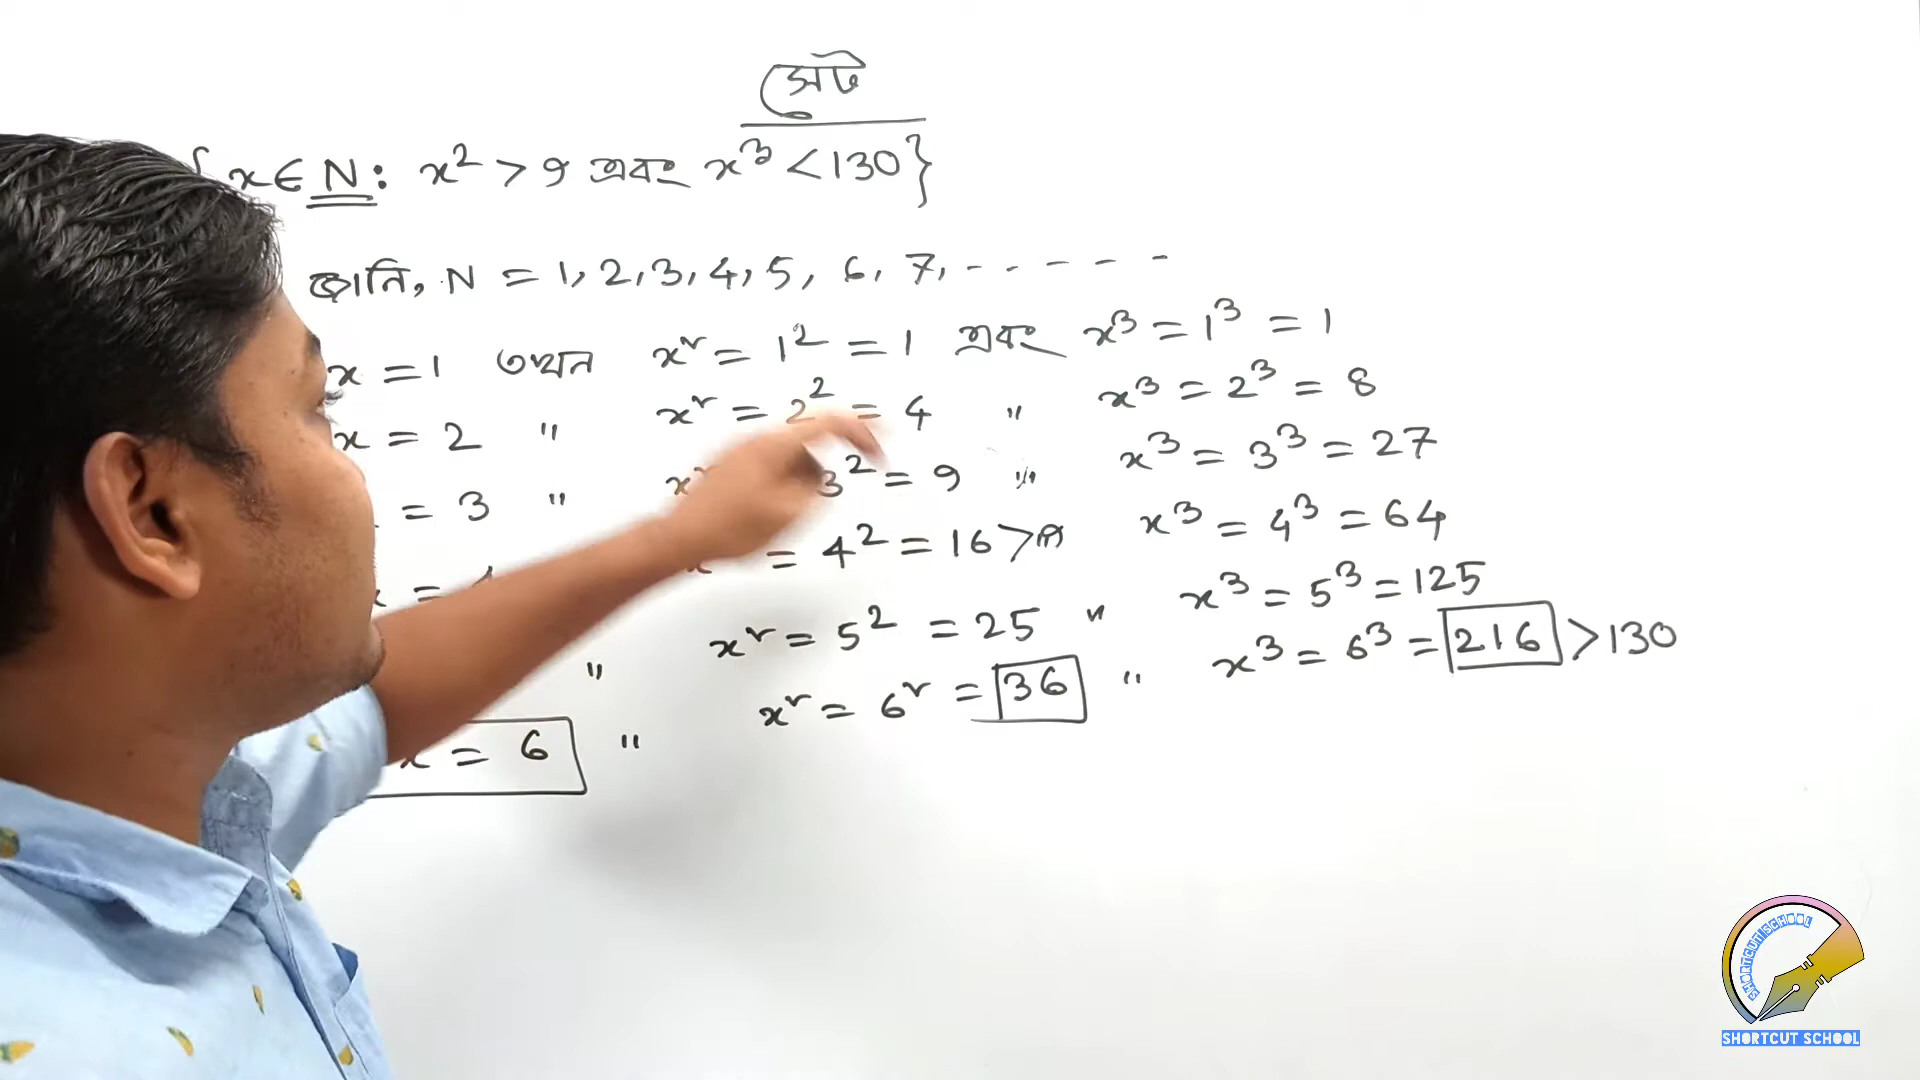 সেট
x ∈ N : x² > 9 এবং x³ < 130}
জানি, N = 1, 2, 3, 4, 5, 6, 7, - - - - -
x = 1 তখন x² = 1² = 1 এবং x³ = 1³ = 1
x = 2 " x² = 2² = 4 " x³ = 2³ = 8
= 3 " 3² = 9 " x³ = 3³ = 27
= 4² = 16 > 9 x³ = 4³ = 64
" x² = 5² = 25 " x³ = 5³ = 125
x = 6 " x² = 6² = 36 " x³ = 6³ = 216 > 130
SHORTCUT SCHOOL
SHORTCUT SCHOOL